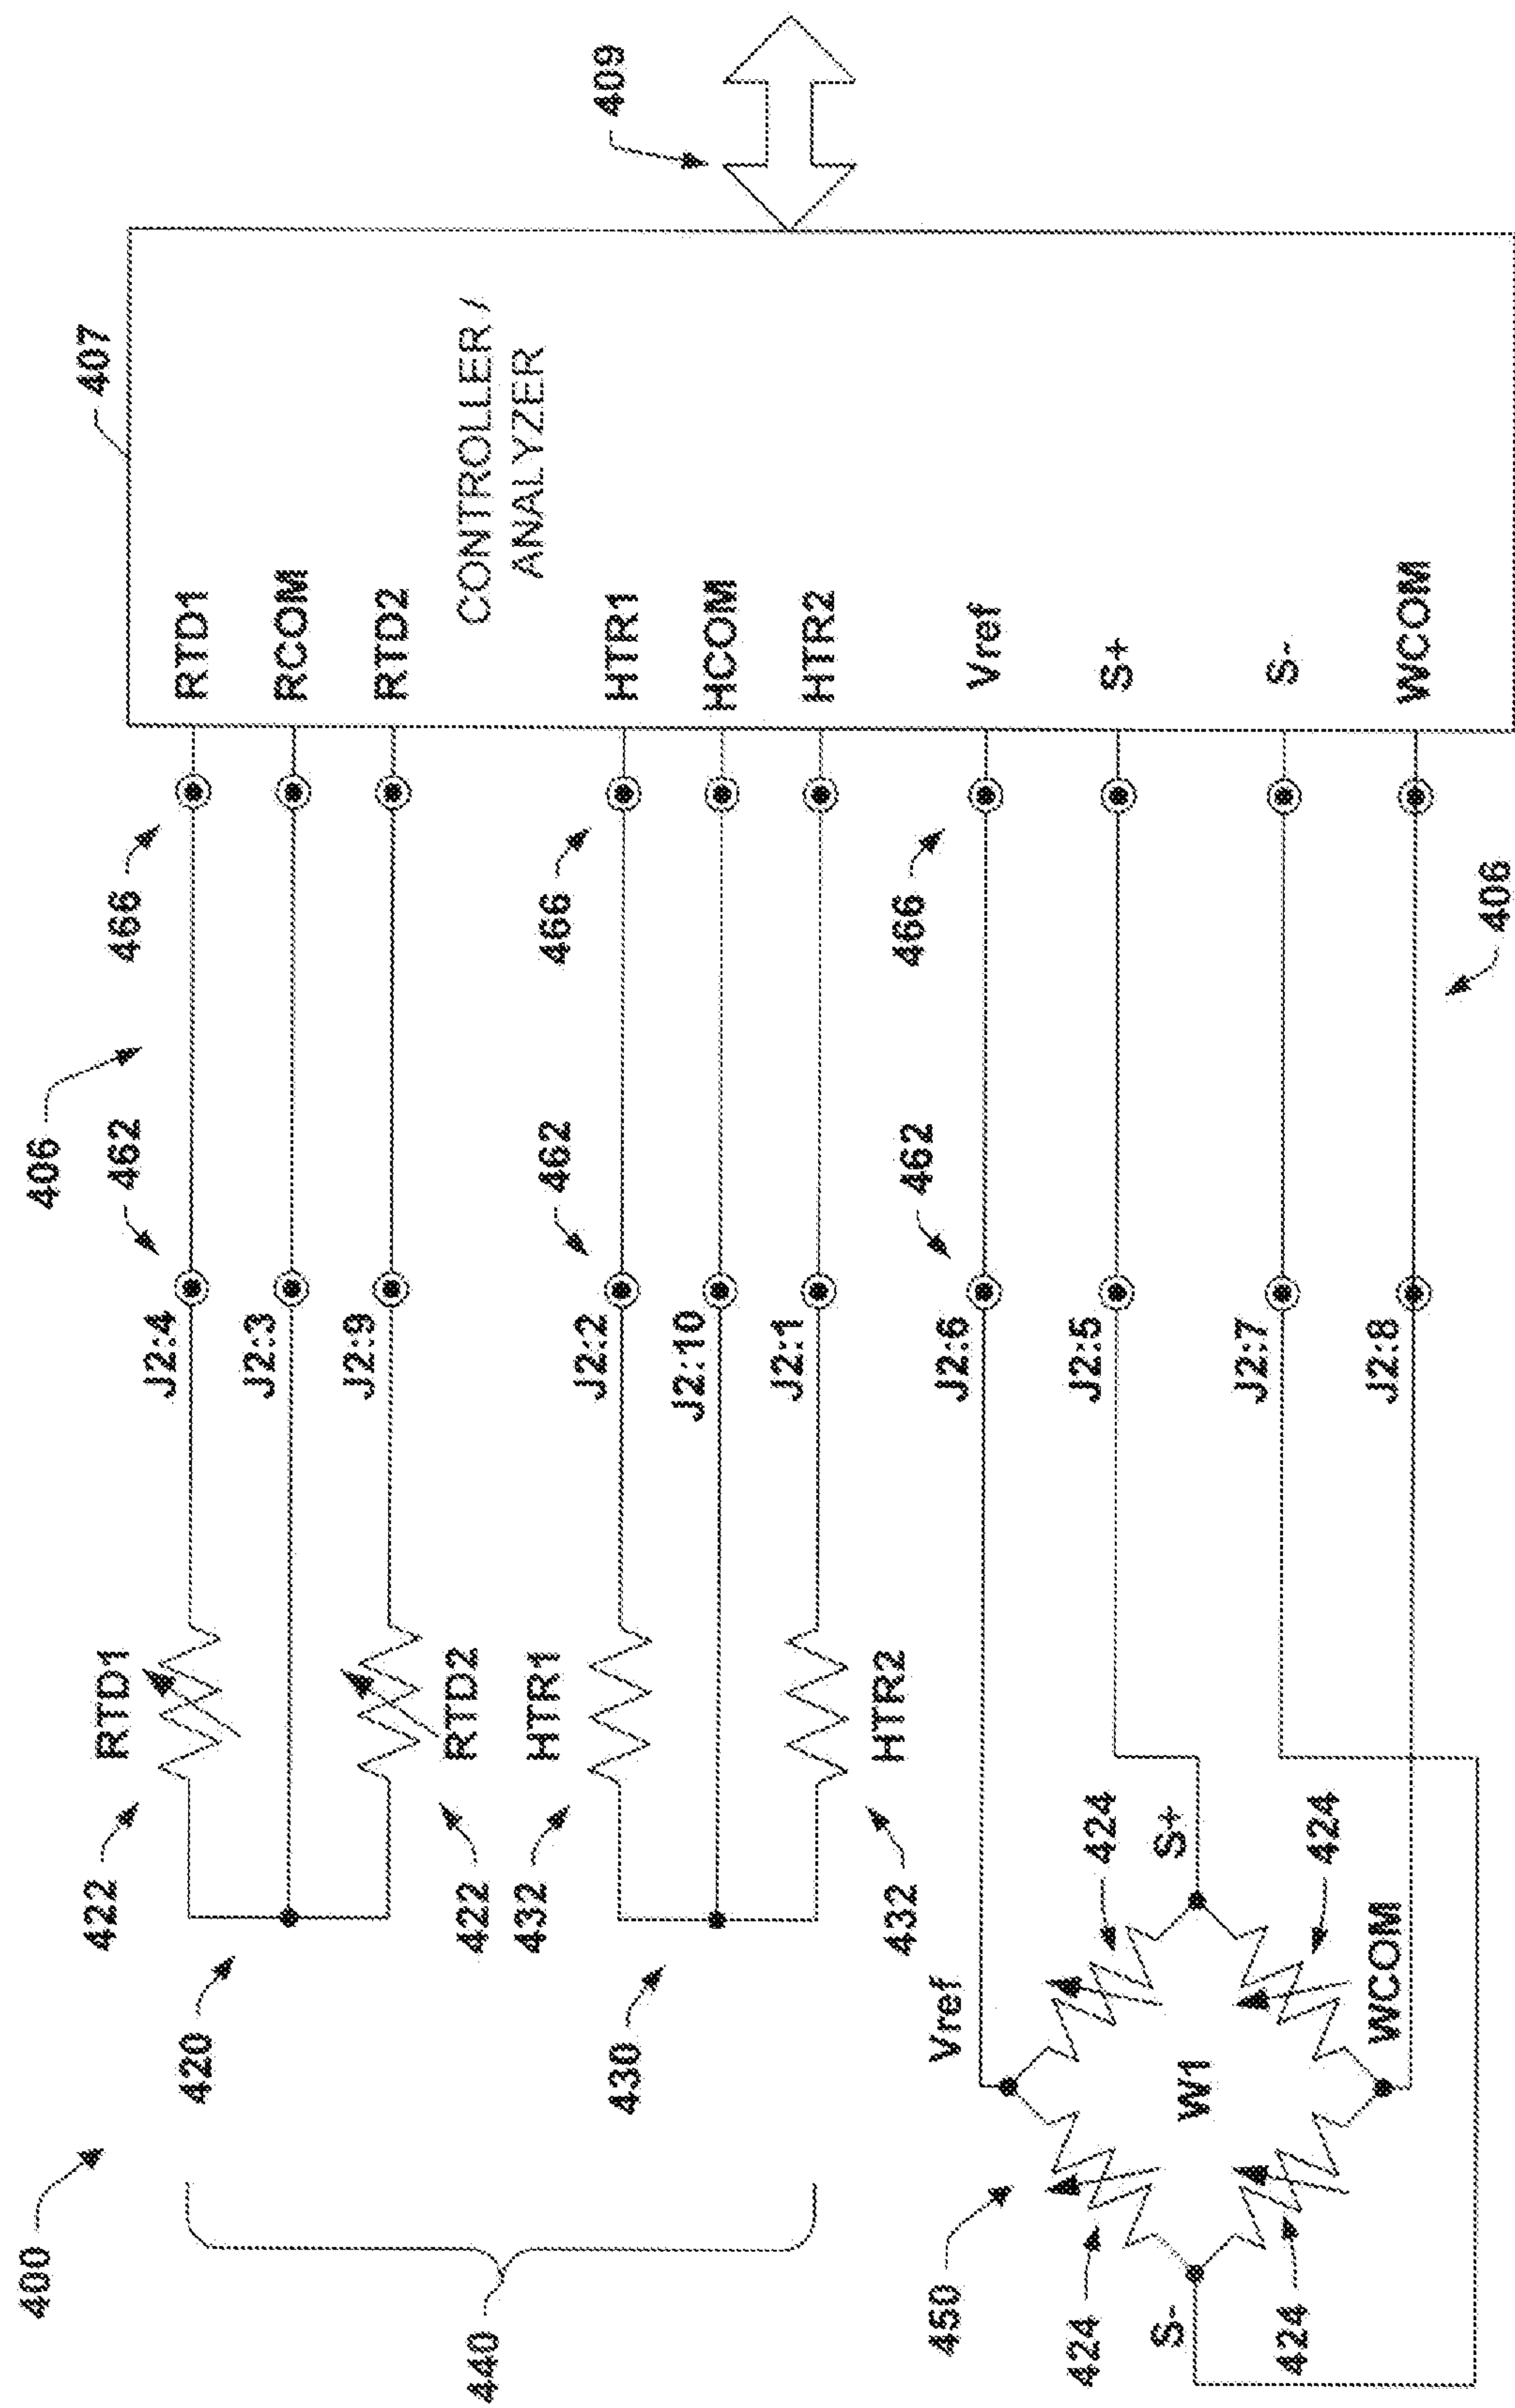 400
406
407
409
422
RTD1
J2:4
462
466
RTD1
420
J2:3
RCOM
422
RTD2
J2:9
RTD2
CONTROLLER /
ANALYZER
440
432
HTR1
J2:2
462
466
HTR1
430
J2:10
HCOM
432
HTR2
J2:1
HTR2
450
Vref
J2:6
462
466
Vref
424
424
S+
J2:5
S+
S-
W1
J2:7
S-
424
424
WCOM
J2:8
WCOM
406